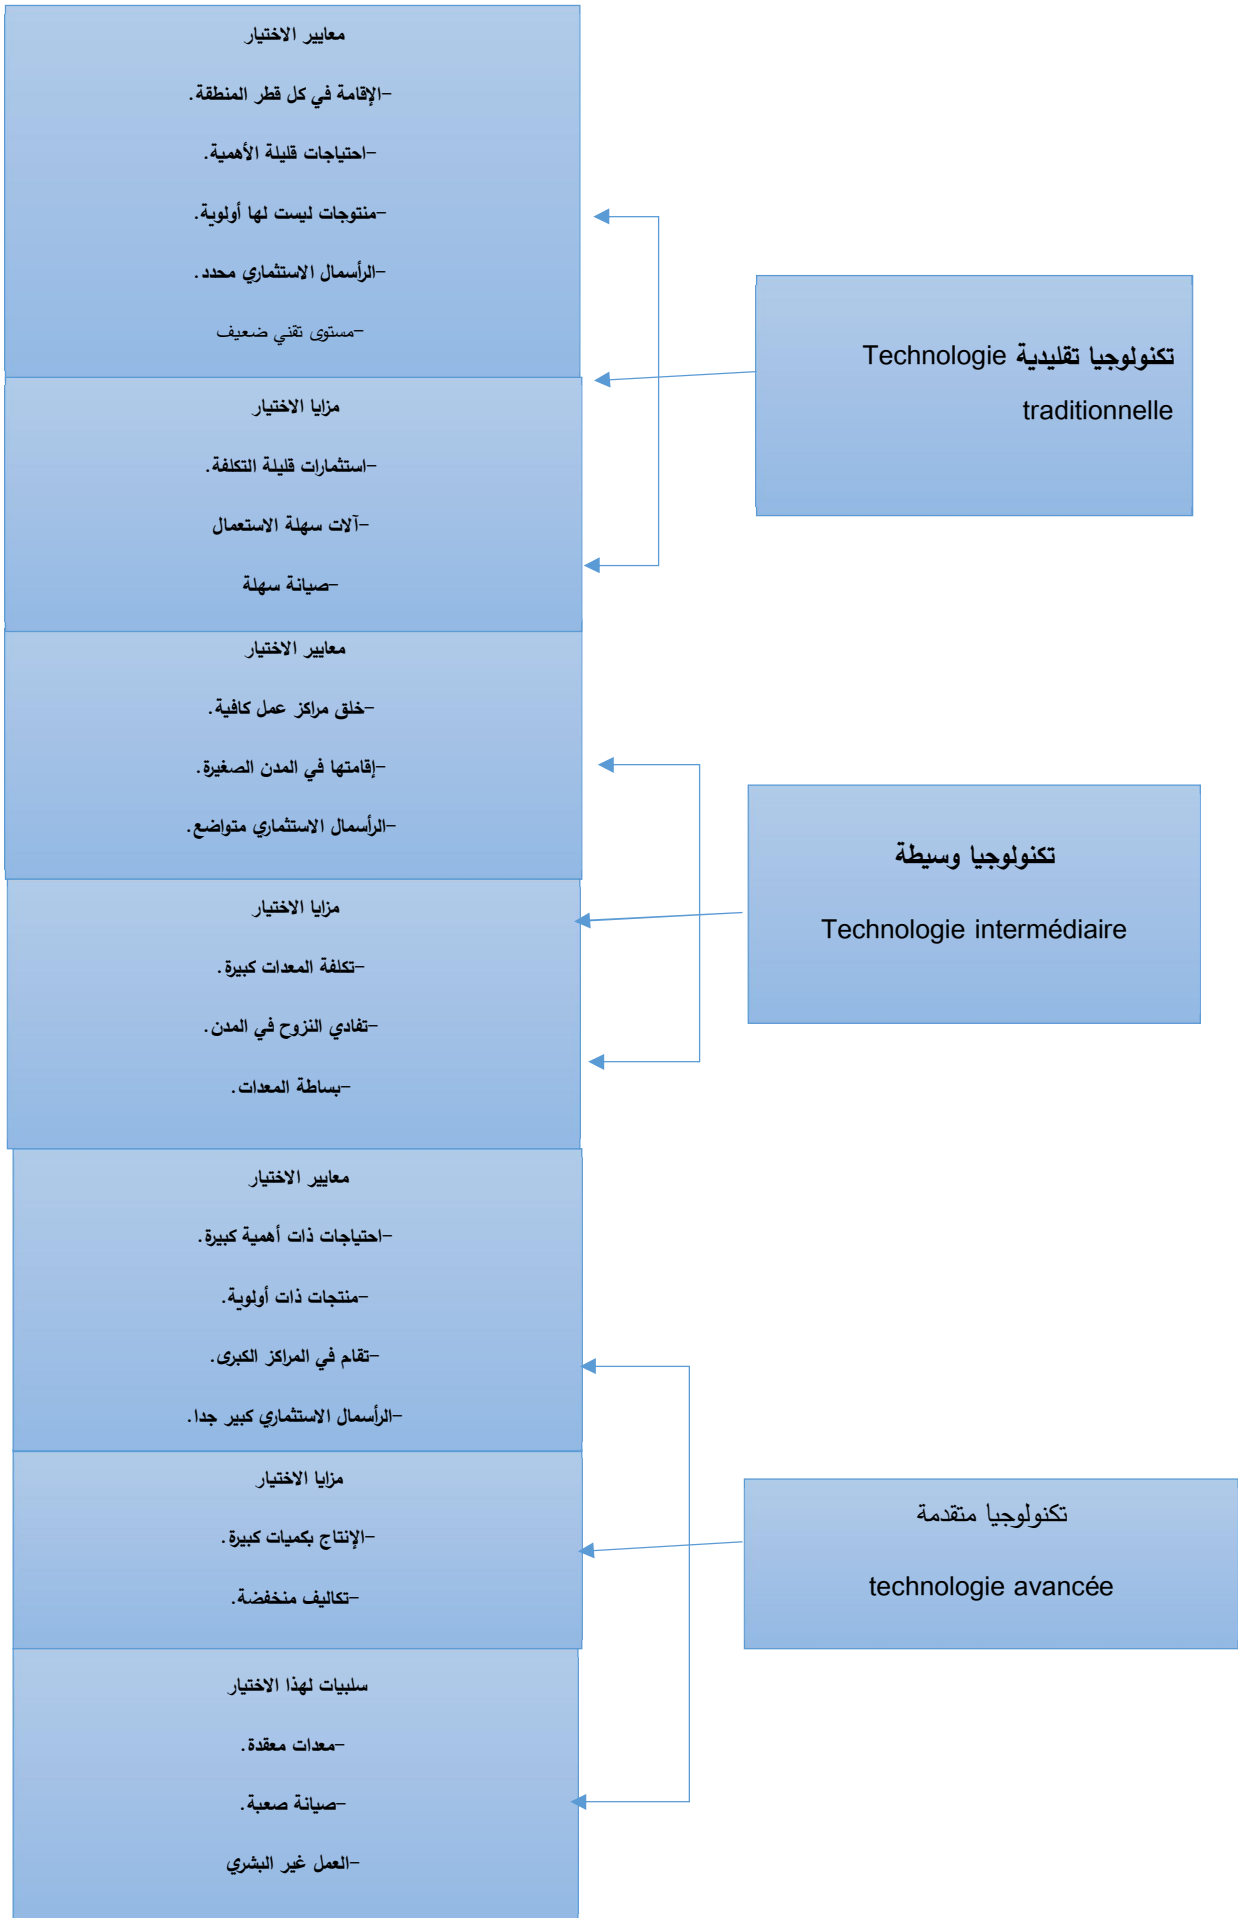 معايير الاختيار
-الإقامة في كل قطر المنطقة.
-احتياجات قليلة الأهمية.
-منتوجات ليست لها أولوية.
-الرأسمال الاستثماري محدد.
-مستوى تقني ضعيف
تكنولوجيا تقليدية Technologie
traditionnelle
مزايا الاختيار
-استثمارات قليلة التكلفة.
-آلات سهلة الاستعمال
-صيانة سهلة
معايير الاختيار
-خلق مراكز عمل كافية.
-إقامتها في المدن الصغيرة.
-الرأسمال الاستثماري متواضع.
تكنولوجيا وسيطة
Technologie intermédiaire
مزايا الاختيار
-تكلفة المعدات كبيرة.
-تفادي النزوح في المدن.
-بساطة المعدات.
معايير الاختيار
-احتياجات ذات أهمية كبيرة.
-منتجات ذات أولوية.
-تقام في المراكز الكبرى.
-الرأسمال الاستثماري كبير جدا.
مزايا الاختيار
-الإنتاج بكميات كبيرة.
-تكاليف منخفضة.
تكنولوجيا متقدمة
technologie avancée
سلبيات لهذا الاختيار
-معدات معقدة.
-صيانة صعبة.
-العمل غير البشري